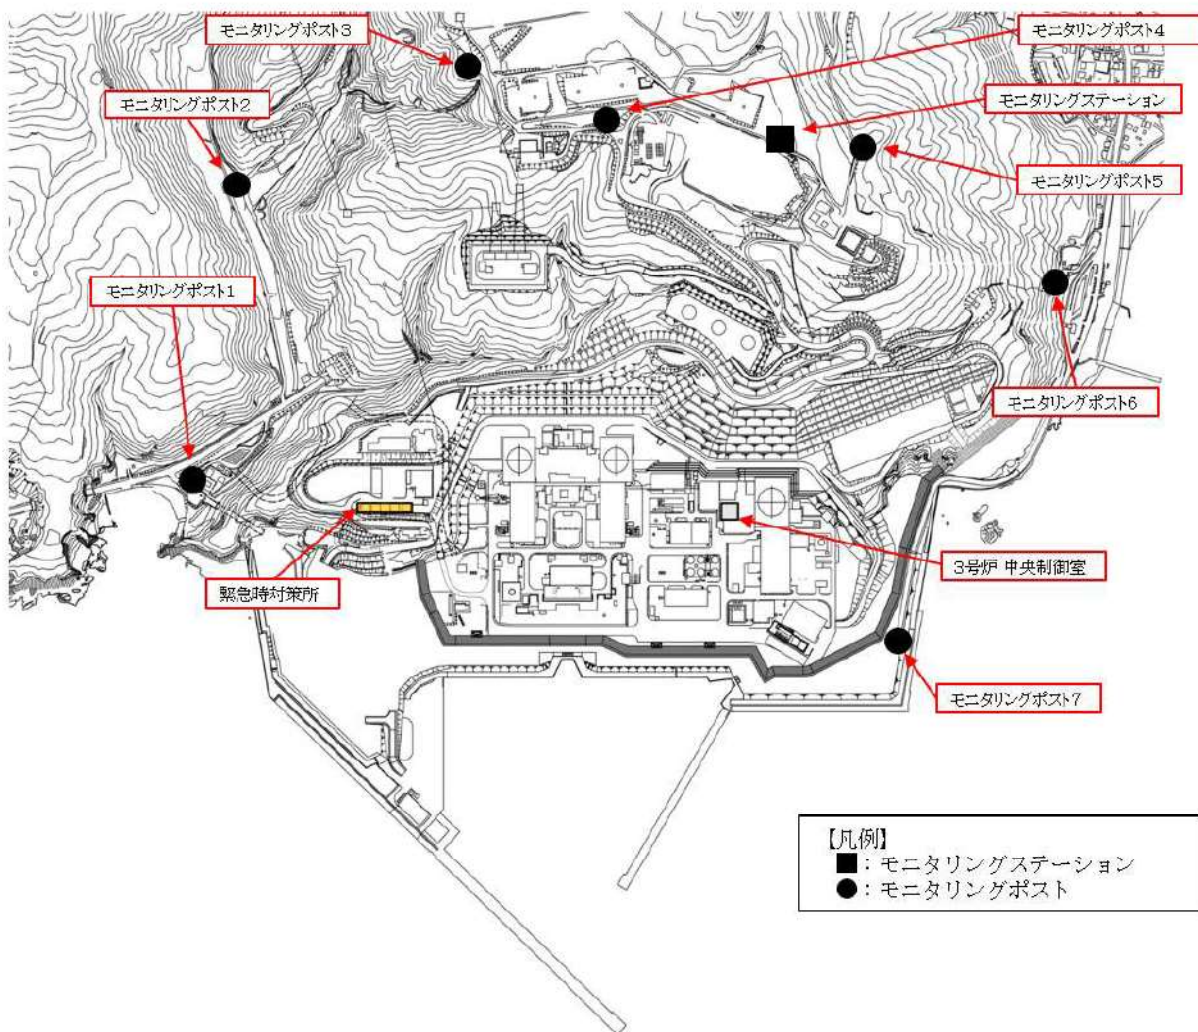 モニタリングポスト3
モニタリングポスト4
モニタリングポスト2
モニタリングステーション
モニタリングポスト5
モニタリングポスト1
モニタリングポスト6
3号炉 中央制御室
緊急時対策所
モニタリングポスト7
【凡例】
■：モニタリングステーション
●：モニタリングポスト